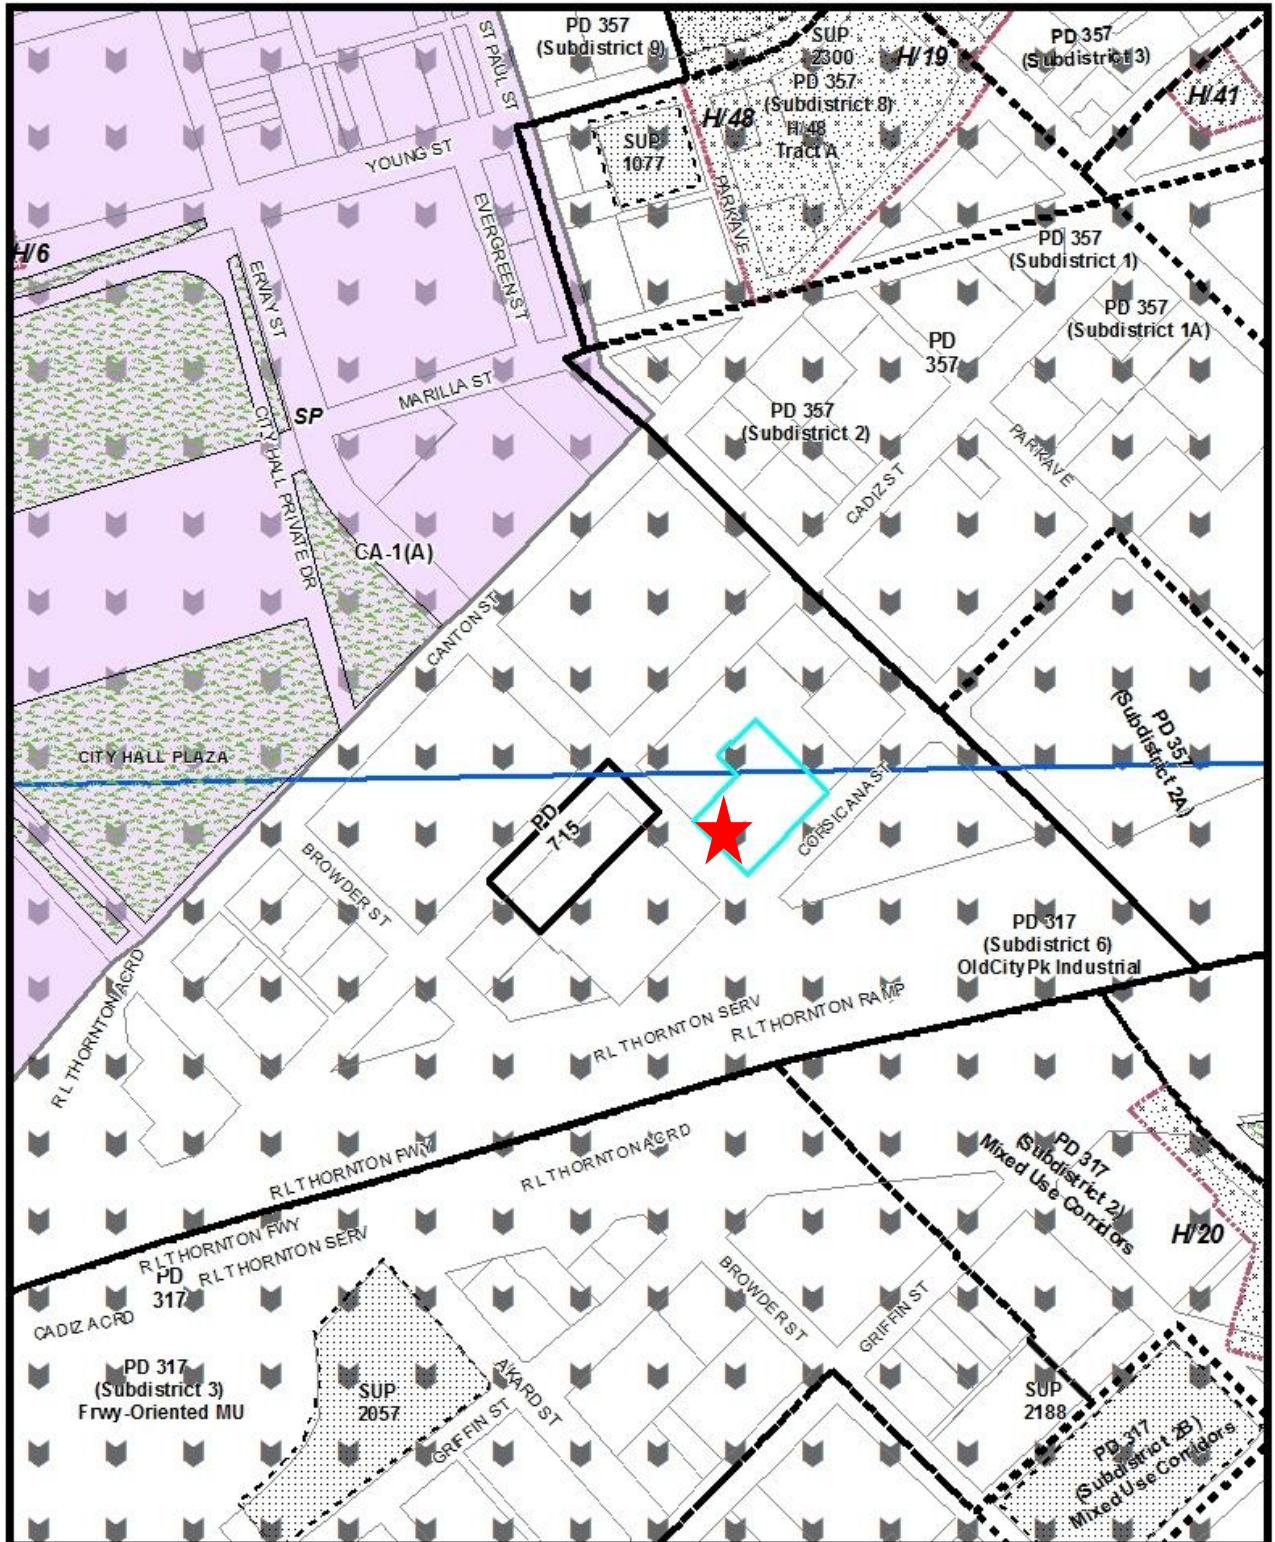 PD 357
(Subdistrict 9)
ST PAUL ST
SUP
2300
PD 357
(Subdistrict 8)
H/48
Tract A
H/19
PD 357
(Subdistrict 3)
H/41
H/48
SUP
1077
YOUNG ST
PARK AVE
EVERGREEN ST
H/6
ERVAY ST
PD 357
(Subdistrict 1)
PD 357
(Subdistrict 1A)
PD
357
MARILLA ST
SP
CITY HALL PRIVATE DR
PD 357
(Subdistrict 2)
PARK AVE
CADIZ ST
CA-1(A)
CANTON ST
PD 357
(Subdistrict 2A)
CITY HALL PLAZA
PD
715
CORSICANA ST
BROWDER ST
PD 317
(Subdistrict 6)
OldCityPk Industrial
R L THORNTON ACRD
R L THORNTON SERV
R L THORNTON RAMP
R L THORNTON FWY
R L THORNTON ACRD
PD 317
(Subdistrict 2)
Mixed Use Corridors
H/20
R L THORNTON FWY
R L THORNTON SERV
PD
317
CADIZ ACRD
BROWDER ST
GRIFFIN ST
PD 317
(Subdistrict 3)
Frwy-Oriented MU
SUP
2057
AKARD ST
GRIFFIN ST
SUP
2188
PD 317
(Subdistrict 2B)
Mixed Use Corridors